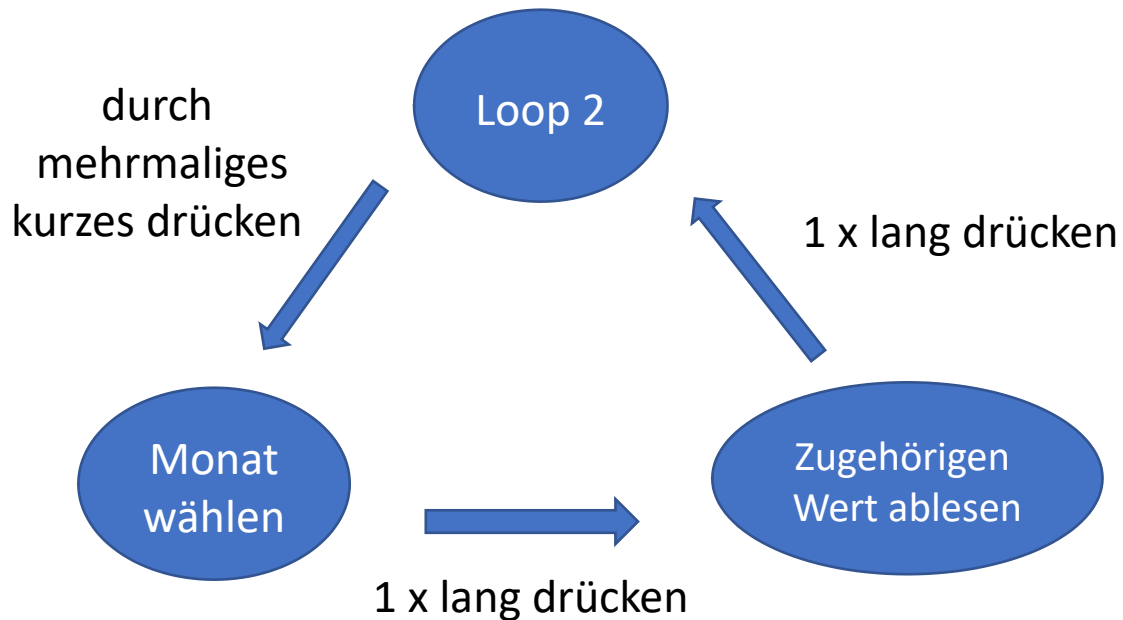 Loop 2
durch
mehrmaliges
kurzes drücken
1 x lang drücken
Monat
wählen
Zugehörigen
Wert ablesen
1 x lang drücken